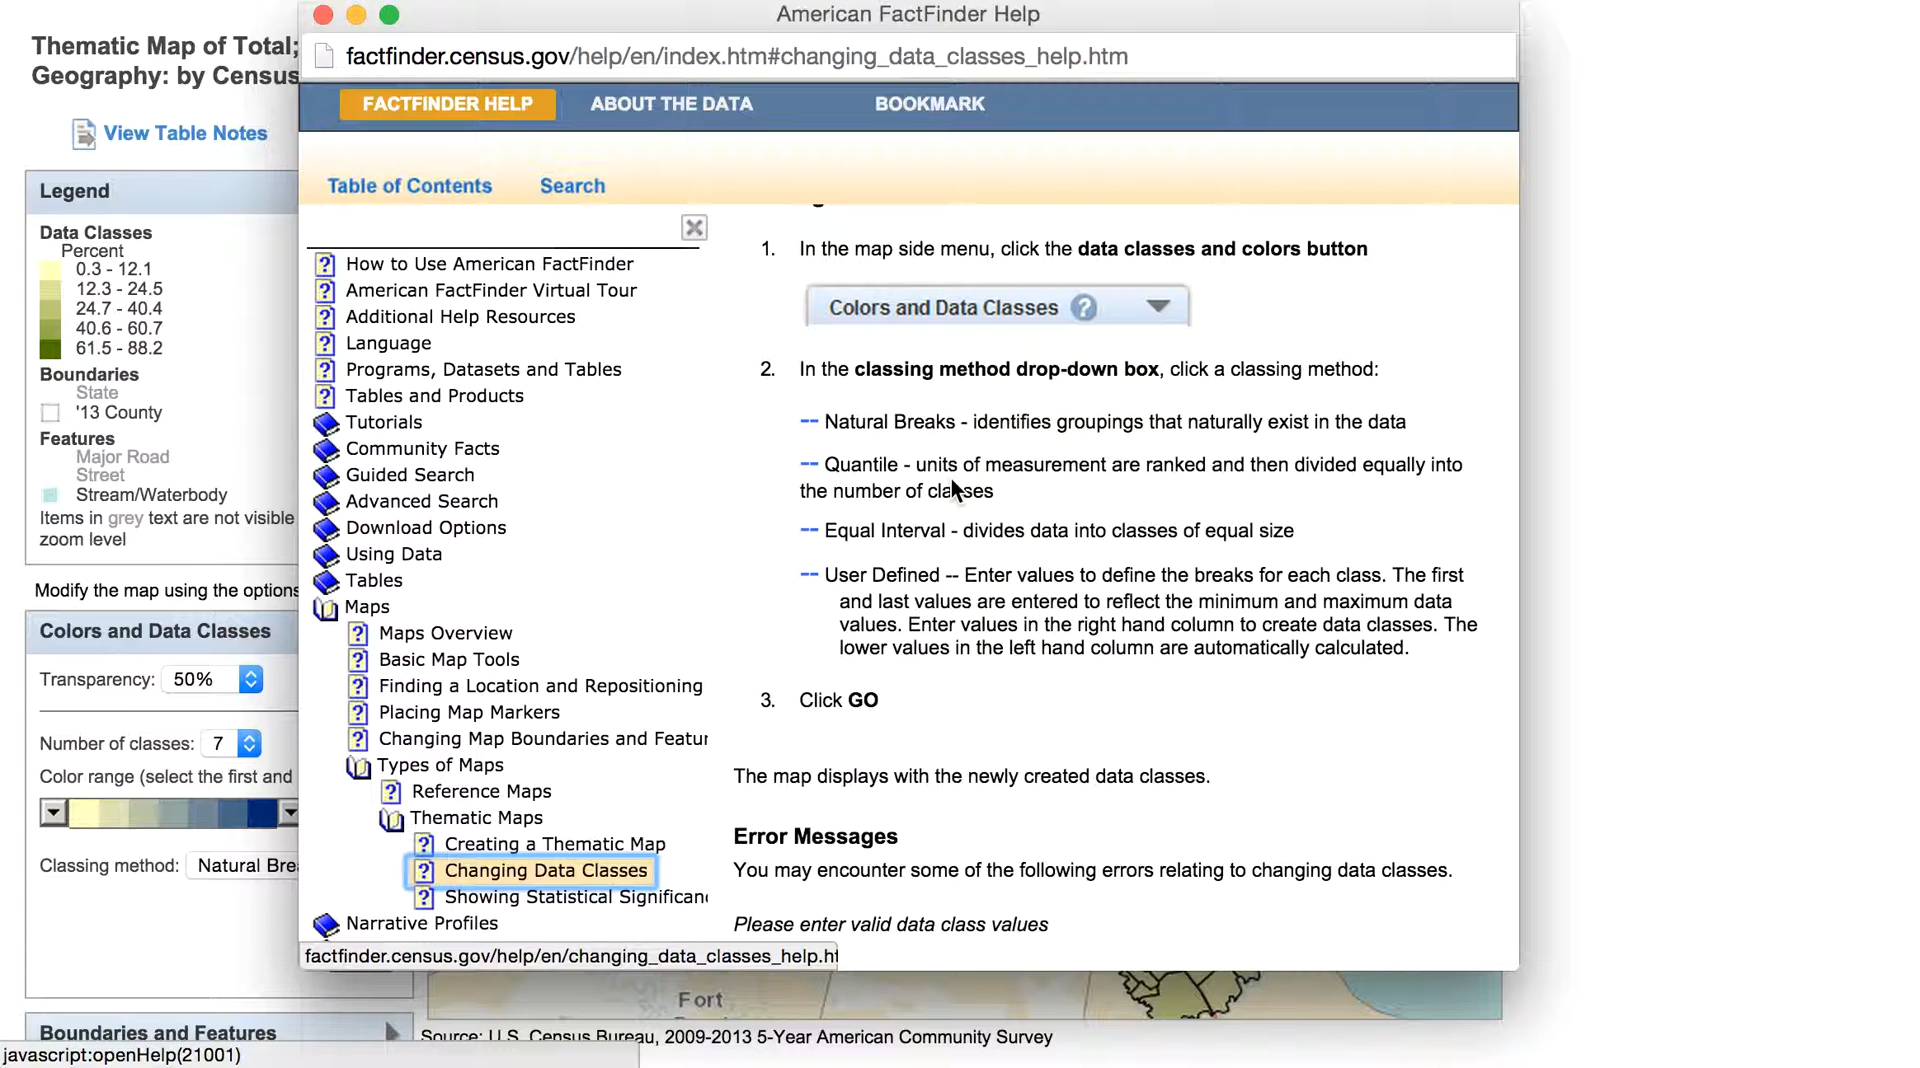 American FactFinder Help
factfinder.census.gov/help/en/index.htm#changing_data_classes_help.htm
FACTFINDER HELP
ABOUT THE DATA
BOOKMARK
Table of Contents
Search
Thematic Map of Total;
Geography: by Census
View Table Notes
Legend
Data Classes
Percent
0.3 - 12.1
12.3 - 24.5
24.7 - 40.4
40.6 - 60.7
61.5 - 88.2
Boundaries
State
'13 County
Features
Major Road
Street
Stream/Waterbody
Items in grey text are not visible
zoom level
Modify the map using the options
Colors and Data Classes
Transparency: 50%
Number of classes: 7
Color range (select the first and
Classing method: Natural Brea
Boundaries and Features
javascript:openHelp(21001)
How to Use American FactFinder
American FactFinder Virtual Tour
Additional Help Resources
Language
Programs, Datasets and Tables
Tables and Products
Tutorials
Community Facts
Guided Search
Advanced Search
Download Options
Using Data
Tables
Maps
Maps Overview
Basic Map Tools
Finding a Location and Repositioning
Placing Map Markers
Changing Map Boundaries and Featur
Types of Maps
Reference Maps
Thematic Maps
Creating a Thematic Map
Changing Data Classes
Showing Statistical Significanc
Narrative Profiles
factfinder.census.gov/help/en/changing_data_classes_help.ht
1. In the map side menu, click the data classes and colors button
Colors and Data Classes ?
2. In the classing method drop-down box, click a classing method:
-- Natural Breaks - identifies groupings that naturally exist in the data
-- Quantile - units of measurement are ranked and then divided equally into
the number of classes
-- Equal Interval - divides data into classes of equal size
-- User Defined -- Enter values to define the breaks for each class. The first
and last values are entered to reflect the minimum and maximum data
values. Enter values in the right hand column to create data classes. The
lower values in the left hand column are automatically calculated.
3. Click GO
The map displays with the newly created data classes.
Error Messages
You may encounter some of the following errors relating to changing data classes.
Please enter valid data class values
Fort
Source: U.S. Census Bureau, 2009-2013 5-Year American Community Survey